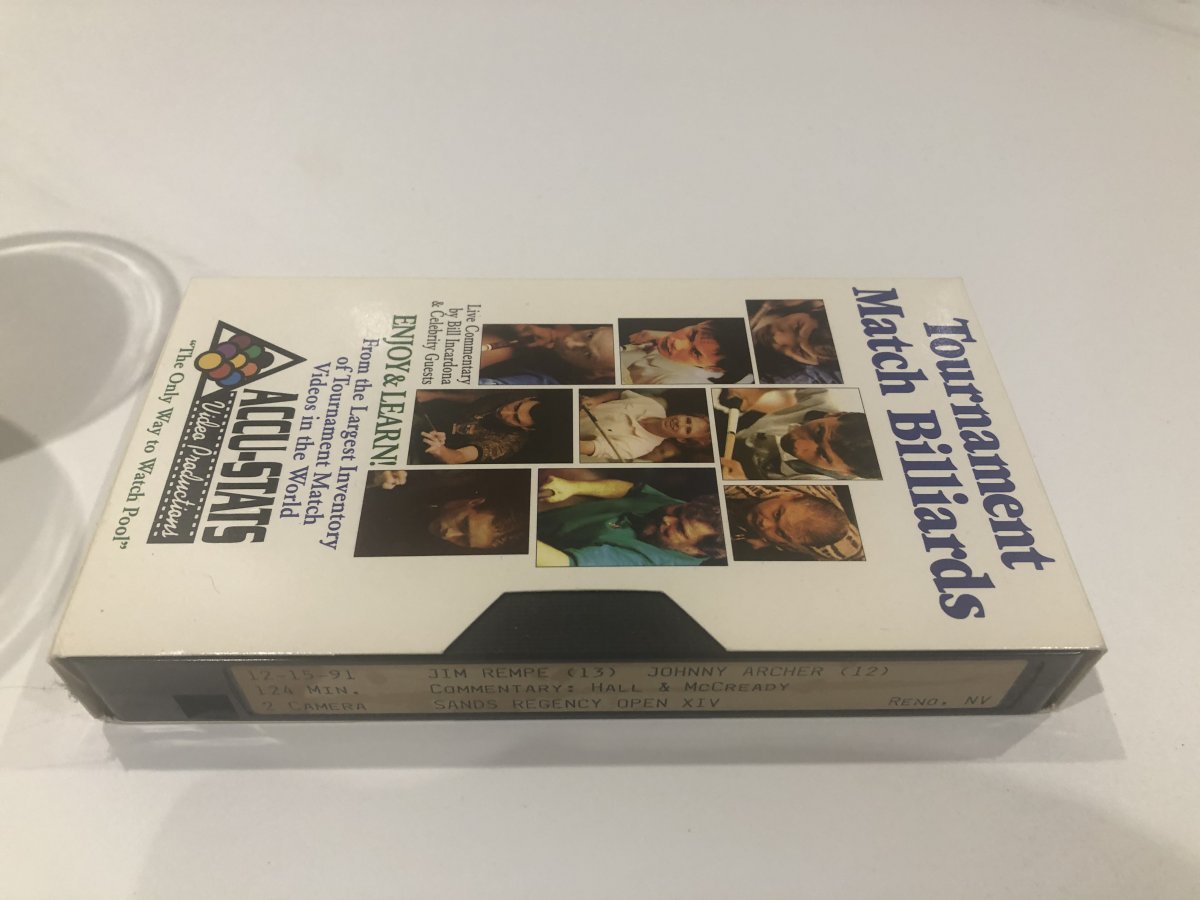 Tournament
Match Billiards
Live Commentary
by Bill Incardona
& Celebrity Guests
ENJOY & LEARN!
From the Largest Inventory
of Tournament Match
Videos in the World
ACCU-STATS
Video Productions
“The Only Way to Watch Pool”
12-15-91 JIM REMPE (13) JOHNNY ARCHER (12)
124 MIN. COMMENTARY: HALL & MCCREADY
2 CAMERA SANDS REGENCY OPEN XIV RENO, NV